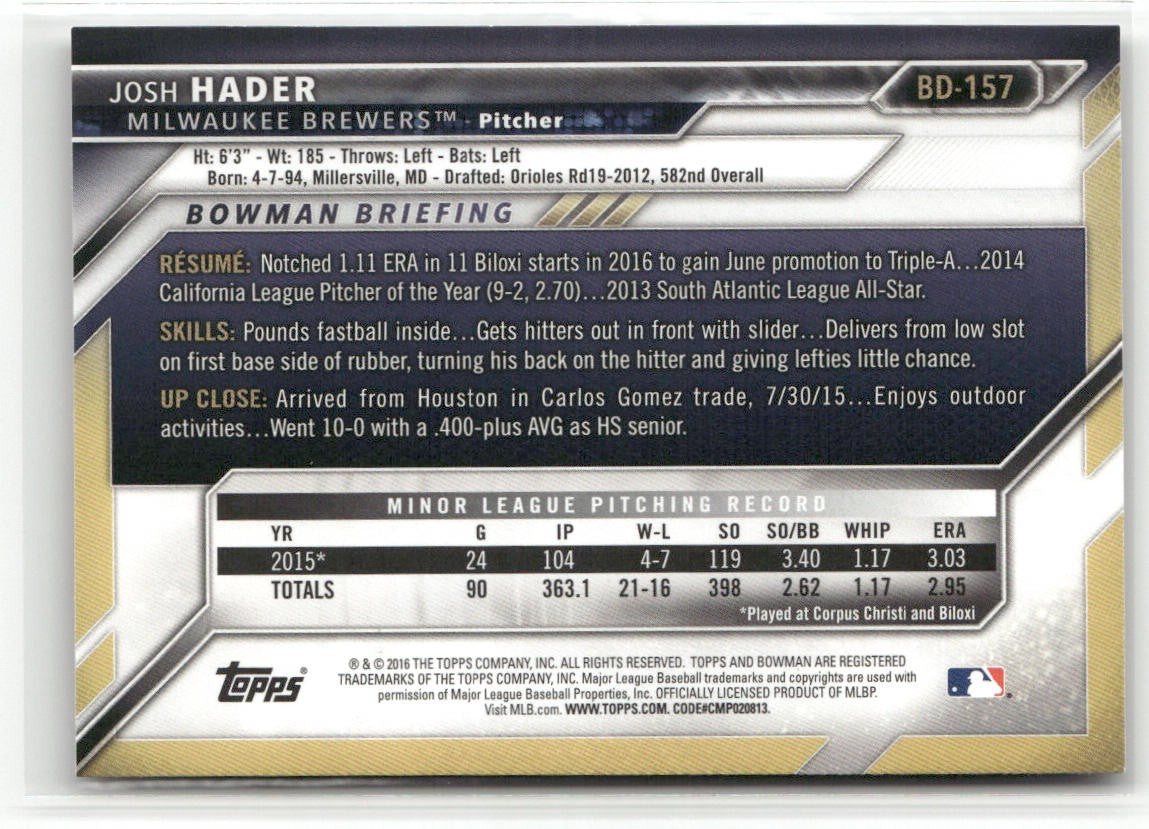 JOSH HADER
BD-157
MILWAUKEE BREWERS™ - Pitcher
Ht: 6'3" - Wt: 185 - Throws: Left - Bats: Left
Born: 4-7-94, Millersville, MD - Drafted: Orioles Rd19-2012, 582nd Overall
BOWMAN BRIEFING
RÉSUMÉ: Notched 1.11 ERA in 11 Biloxi starts in 2016 to gain June promotion to Triple-A...2014
California League Pitcher of the Year (9-2, 2.70)...2013 South Atlantic League All-Star.
SKILLS: Pounds fastball inside...Gets hitters out in front with slider...Delivers from low slot
on first base side of rubber, turning his back on the hitter and giving lefties little chance.
UP CLOSE: Arrived from Houston in Carlos Gomez trade, 7/30/15...Enjoys outdoor
activities...Went 10-0 with a .400-plus AVG as HS senior.
MINOR LEAGUE PITCHING RECORD
YR G IP W-L SO SO/BB WHIP ERA
2015* 24 104 4-7 119 3.40 1.17 3.03
TOTALS 90 363.1 21-16 398 2.62 1.17 2.95
*Played at Corpus Christi and Biloxi
Topps®
® & © 2016 THE TOPPS COMPANY, INC. ALL RIGHTS RESERVED. TOPPS AND BOWMAN ARE REGISTERED
TRADEMARKS OF THE TOPPS COMPANY, INC. Major League Baseball trademarks and copyrights are used with
permission of Major League Baseball Properties, Inc. OFFICIALLY LICENSED PRODUCT OF MLBP.
Visit MLB.com. WWW.TOPPS.COM. CODE#CMP020813.